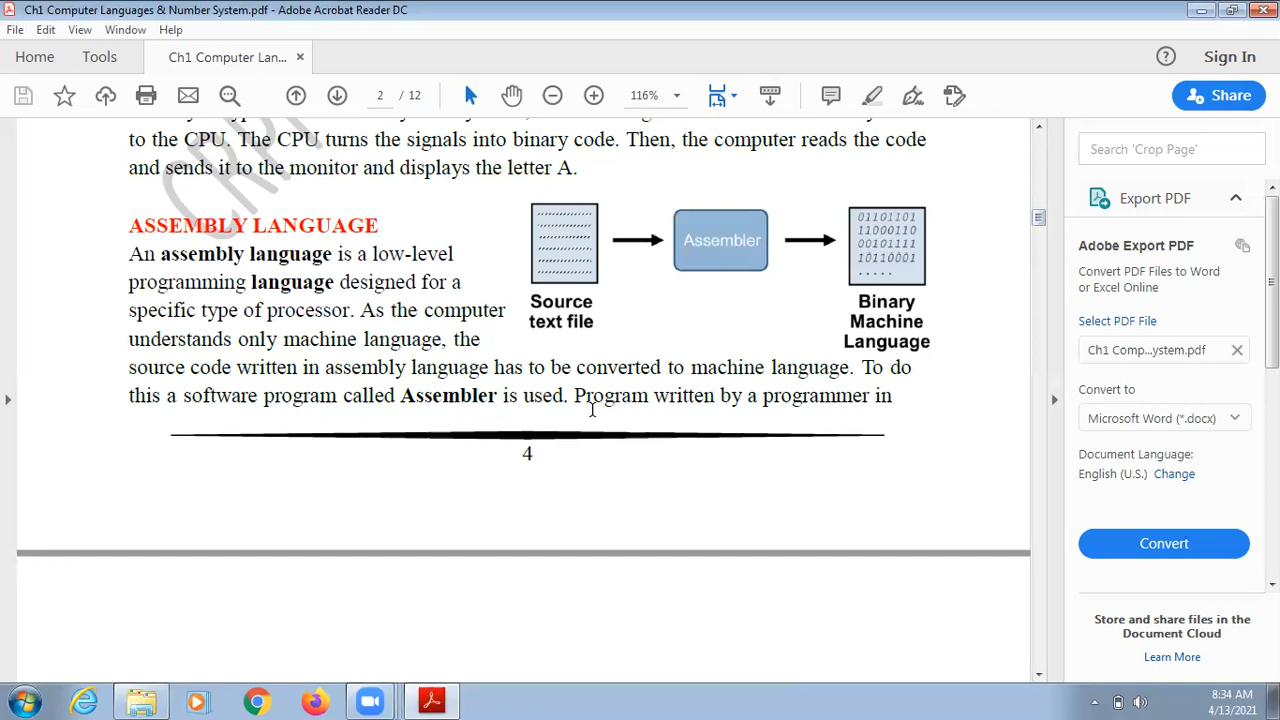 Ch1 Computer Languages & Number System.pdf - Adobe Acrobat Reader DC
File Edit View Window Help
Home Tools Ch1 Computer Lan... × ? Sign In
2 / 12 116% Share
to the CPU. The CPU turns the signals into binary code. Then, the computer reads the code
and sends it to the monitor and displays the letter A.
ASSEMBLY LANGUAGE
An assembly language is a low-level
programming language designed for a
specific type of processor. As the computer
understands only machine language, the
source code written in assembly language has to be converted to machine language. To do
this a software program called Assembler is used. Program written by a programmer in
Source
text file
Assembler
01101101
11000110
00101111
10110001
. . . . .
Binary
Machine
Language
4
Search 'Crop Page'
Export PDF
Adobe Export PDF
Convert PDF Files to Word
or Excel Online
Select PDF File
Ch1 Comp...ystem.pdf
Convert to
Microsoft Word (*.docx)
Document Language:
English (U.S.) Change
Convert
Store and share files in the
Document Cloud
Learn More
8:34 AM
4/13/2021